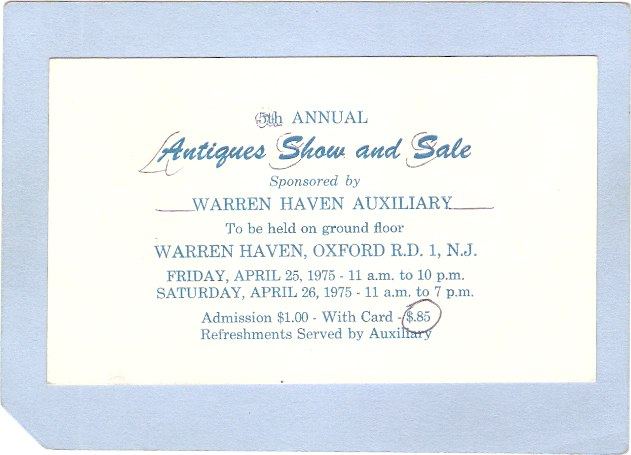 5th ANNUAL
Antiques Show and Sale
Sponsored by
WARREN HAVEN AUXILIARY
To be held on ground floor
WARREN HAVEN, OXFORD R.D. 1, N.J.
FRIDAY, APRIL 25, 1975 - 11 a.m. to 10 p.m.
SATURDAY, APRIL 26, 1975 - 11 a.m. to 7 p.m.
Admission $1.00 - With Card - $.85
Refreshments Served by Auxiliary